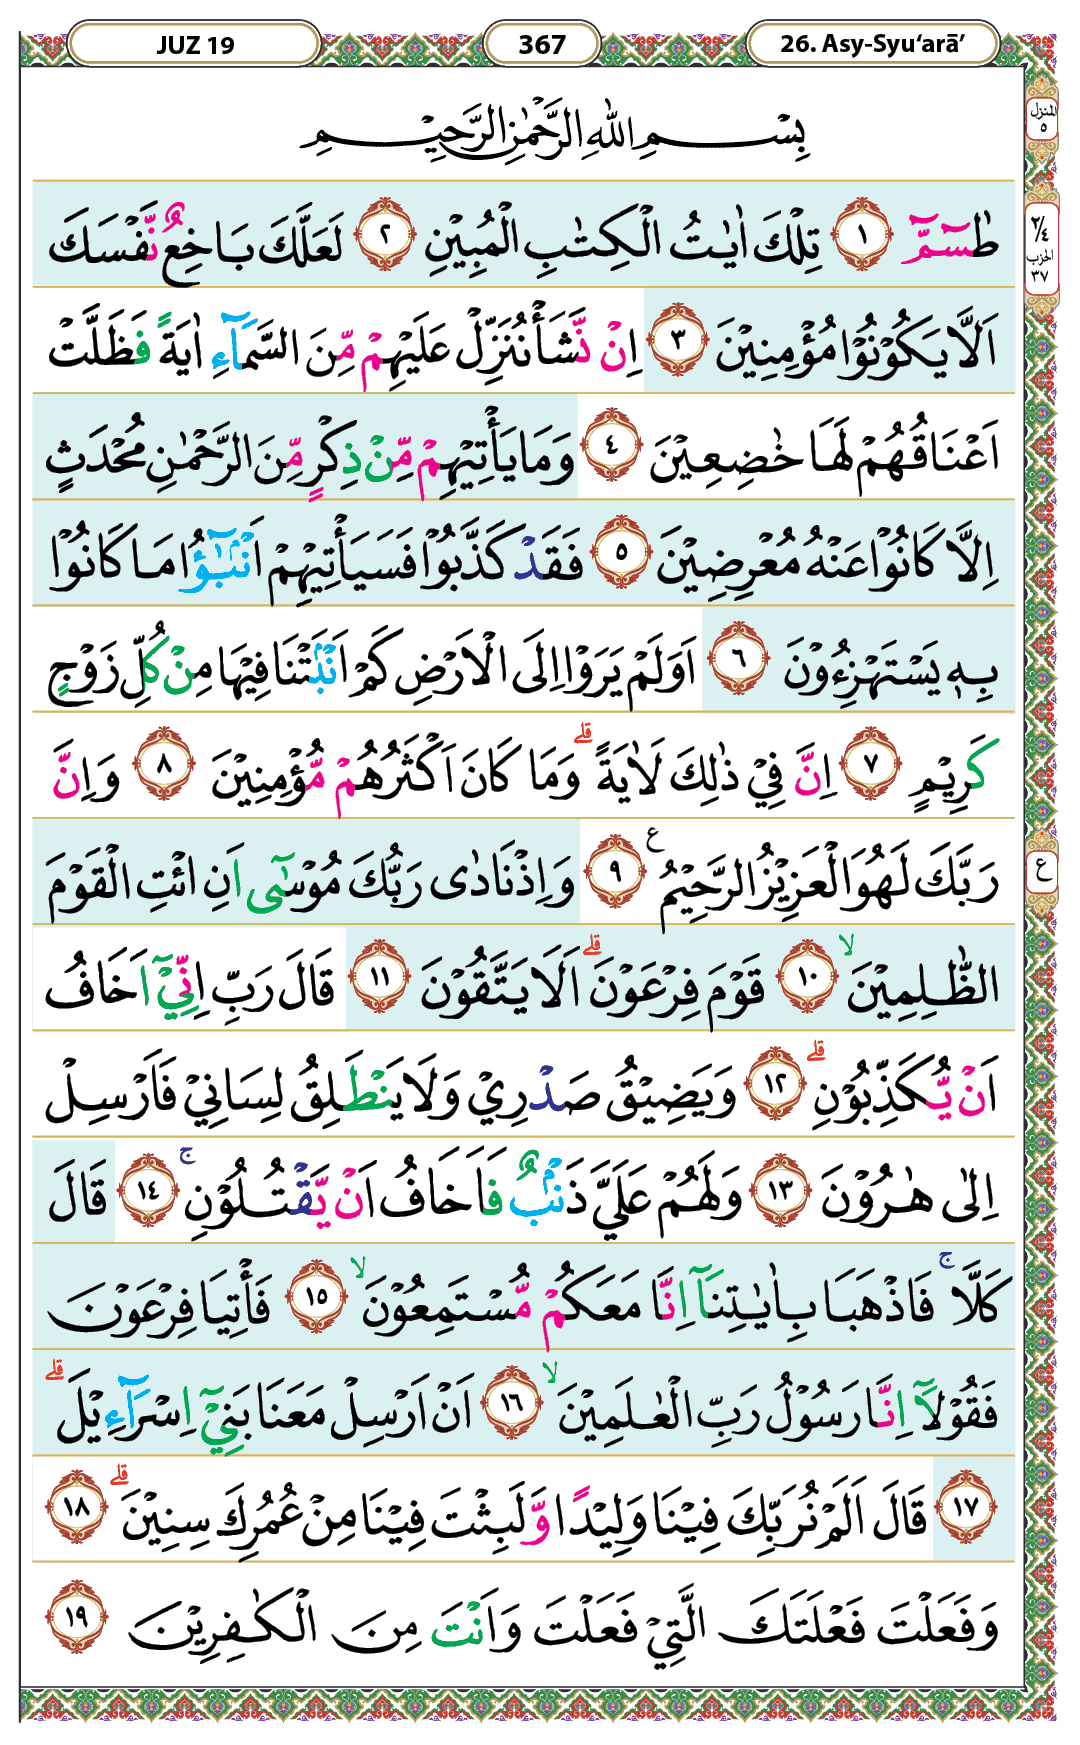 JUZ 19
367
26. Asy-Syu‘arā’
المنزل
٥
٢/٤
الحزب
٣٧
بِسْمِ اللّٰهِ الرَّحْمٰنِ الرَّحِيْمِ
طٰسۤمّۤ ۝١ تِلْكَ اٰيٰتُ الْكِتٰبِ الْمُبِيْنِ ۝٢ لَعَلَّكَ بَاخِعٌ نَّفْسَكَ
اَلَّا يَكُوْنُوْا مُؤْمِنِيْنَ ۝٣ اِنْ نَّشَأْ نُنَزِّلْ عَلَيْهِمْ مِّنَ السَّمَاۤءِ اٰيَةً فَظَلَّتْ
اَعْنَاقُهُمْ لَهَا خٰضِعِيْنَ ۝٤ وَمَا يَأْتِيْهِمْ مِّنْ ذِكْرٍ مِّنَ الرَّحْمٰنِ مُحْدَثٍ
اِلَّا كَانُوْا عَنْهُ مُعْرِضِيْنَ ۝٥ فَقَدْ كَذَّبُوْا فَسَيَأْتِيْهِمْ اَنْۢبٰۤـؤُا مَا كَانُوْا
بِهٖ يَسْتَهْزِءُوْنَ ۝٦ اَوَلَمْ يَرَوْا اِلَى الْاَرْضِ كَمْ اَنْۢبَتْنَا فِيْهَا مِنْ كُلِّ زَوْجٍ
كَرِيْمٍ ۝٧ اِنَّ فِيْ ذٰلِكَ لَاٰيَةًۗ وَمَا كَانَ اَكْثَرُهُمْ مُّؤْمِنِيْنَ ۝٨ وَاِنَّ
رَبَّكَ لَهُوَ الْعَزِيْزُ الرَّحِيْمُ ࣖ ۝٩ وَاِذْ نَادٰى رَبُّكَ مُوْسٰٓى اَنِ ائْتِ الْقَوْمَ
ع
الظّٰلِمِيْنَ ۙ ۝١٠ قَوْمَ فِرْعَوْنَ ۗ اَلَا يَتَّقُوْنَ ۝١١ قَالَ رَبِّ اِنِّيْٓ اَخَافُ
اَنْ يُّكَذِّبُوْنِ ۗ ۝١٢ وَيَضِيْقُ صَدْرِيْ وَلَا يَنْطَلِقُ لِسَانِيْ فَاَرْسِلْ
اِلٰى هٰرُوْنَ ۝١٣ وَلَهُمْ عَلَيَّ ذَنْۢبٌ فَاَخَافُ اَنْ يَّقْتُلُوْنِ ۚ ۝١٤ قَالَ
كَلَّا ۚ فَاذْهَبَا بِاٰيٰتِنَآ اِنَّا مَعَكُمْ مُّسْتَمِعُوْنَ ۙ ۝١٥ فَأْتِيَا فِرْعَوْنَ
فَقُوْلَآ اِنَّا رَسُوْلُ رَبِّ الْعٰلَمِيْنَ ۙ ۝١٦ اَنْ اَرْسِلْ مَعَنَا بَنِيْٓ اِسْرَاۤءِيْلَ ۗ
۝١٧ قَالَ اَلَمْ نُرَبِّكَ فِيْنَا وَلِيْدًا وَّلَبِثْتَ فِيْنَا مِنْ عُمُرِكَ سِنِيْنَ ۗ ۝١٨
وَفَعَلْتَ فَعْلَتَكَ الَّتِيْ فَعَلْتَ وَاَنْتَ مِنَ الْكٰفِرِيْنَ ۝١٩